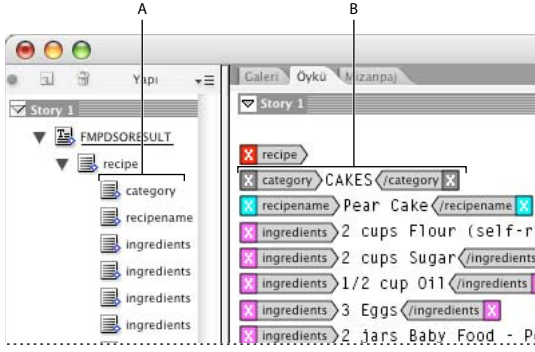 A B
Yapı
Galeri Öykü Mizanpaj
Story 1
FMPDSORESULT
recipe
category
recipename
ingredients
ingredients
ingredients
ingredients
Story 1
X recipe
X category CAKES /category X
X recipename Pear Cake /recipename X
X ingredients 2 cups Flour (self-r
X ingredients 2 cups Sugar /ingredients
X ingredients 1/2 cup Oil /ingredients
X ingredients 3 Eggs /ingredients X
X ingredients 2 jars Baby Food - P